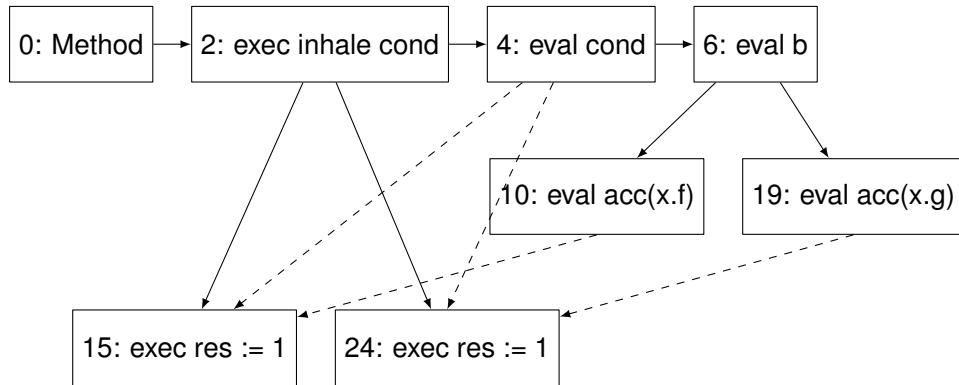 0: Method
2: exec inhale cond
4: eval cond
6: eval b
10: eval acc(x.f)
19: eval acc(x.g)
15: exec res := 1
24: exec res := 1